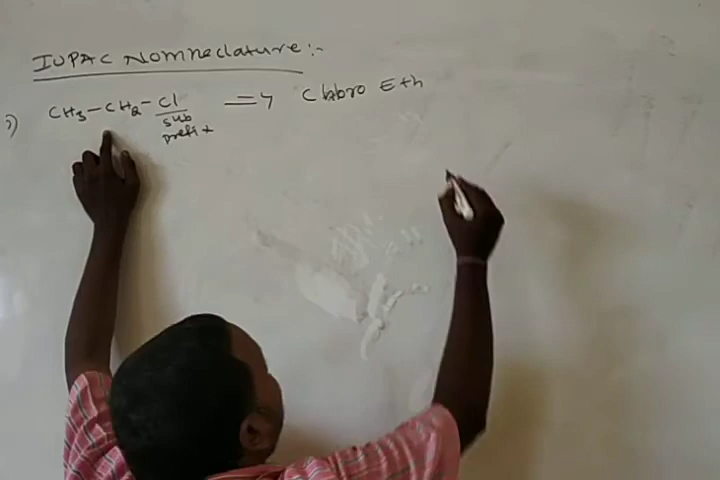 IUPAC Nomneclature:-
i) CH3-CH2-Cl => Chloro Eth
sub
prefix